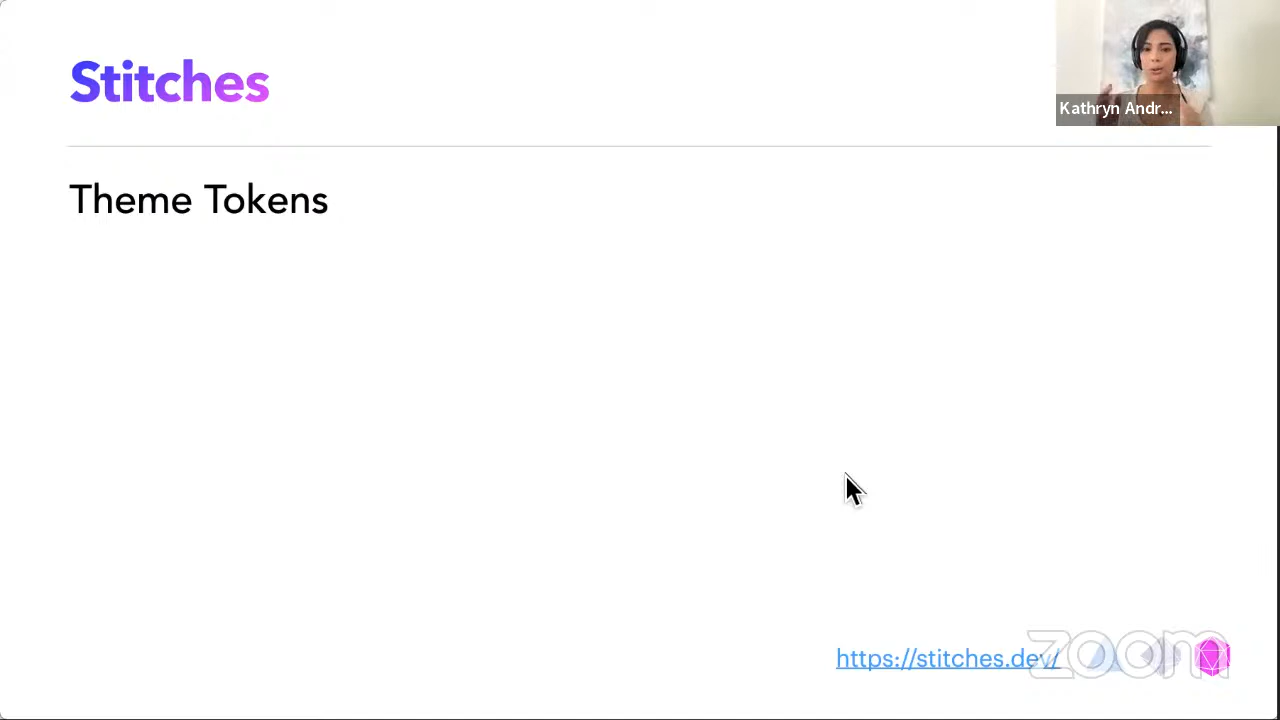 Stitches
Kathryn Andr...
Theme Tokens
https://stitches.dev/
zoom